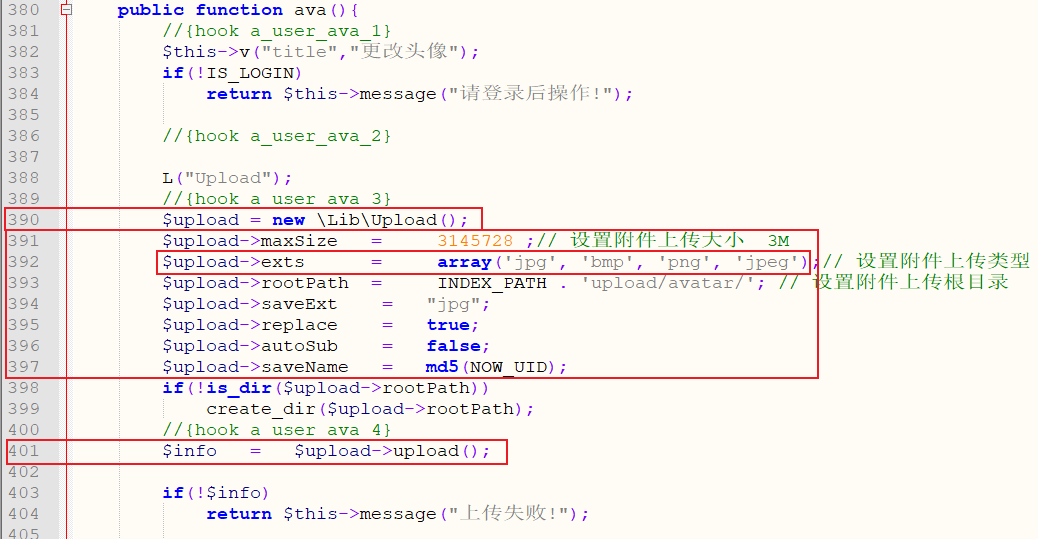 380 public function ava(){
381 //{hook a_user_ava_1}
382 $this->v("title","更改头像");
383 if(!IS_LOGIN)
384 return $this->message("请登录后操作!");
385
386 //{hook a_user_ava_2}
387
388 L("Upload");
389 //{hook a_user_ava_3}
390 $upload = new \Lib\Upload();
391 $upload->maxSize = 3145728 ;// 设置附件上传大小 3M
392 $upload->exts = array('jpg', 'bmp', 'png', 'jpeg');// 设置附件上传类型
393 $upload->rootPath = INDEX_PATH . 'upload/avatar/'; // 设置附件上传根目录
394 $upload->saveExt = "jpg";
395 $upload->replace = true;
396 $upload->autoSub = false;
397 $upload->saveName = md5(NOW_UID);
398 if(!is_dir($upload->rootPath))
399 create_dir($upload->rootPath);
400 //{hook a_user_ava_4}
401 $info = $upload->upload();
402
403 if(!$info)
404 return $this->message("上传失败!");
405